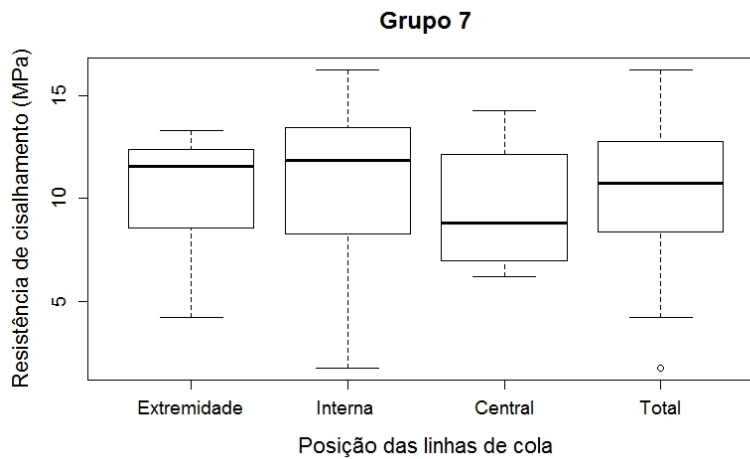 Grupo 7
Resistência de cisalhamento (MPa)
15
10
5
Extremidade Interna Central Total
Posição das linhas de cola